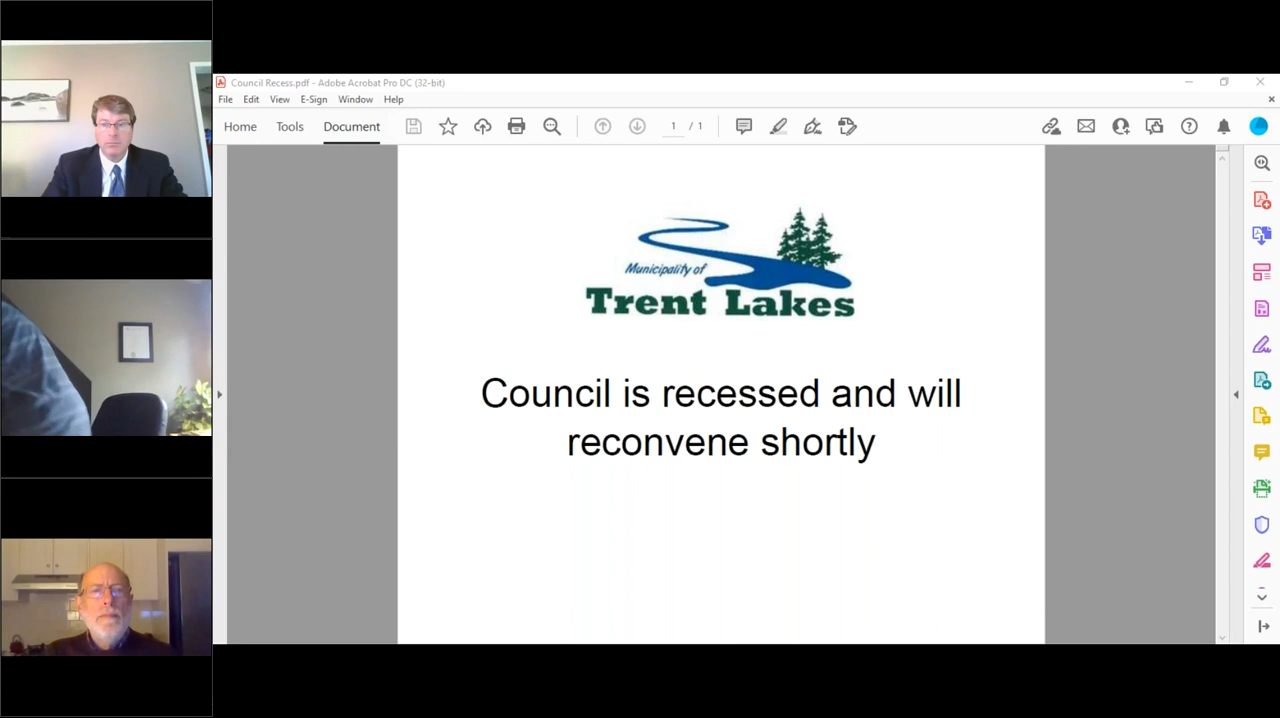 Council Recess.pdf - Adobe Acrobat Pro DC (32-bit)
File Edit View E-Sign Window Help
Home Tools Document 1 / 1
Municipality of
Trent Lakes
Council is recessed and will
reconvene shortly